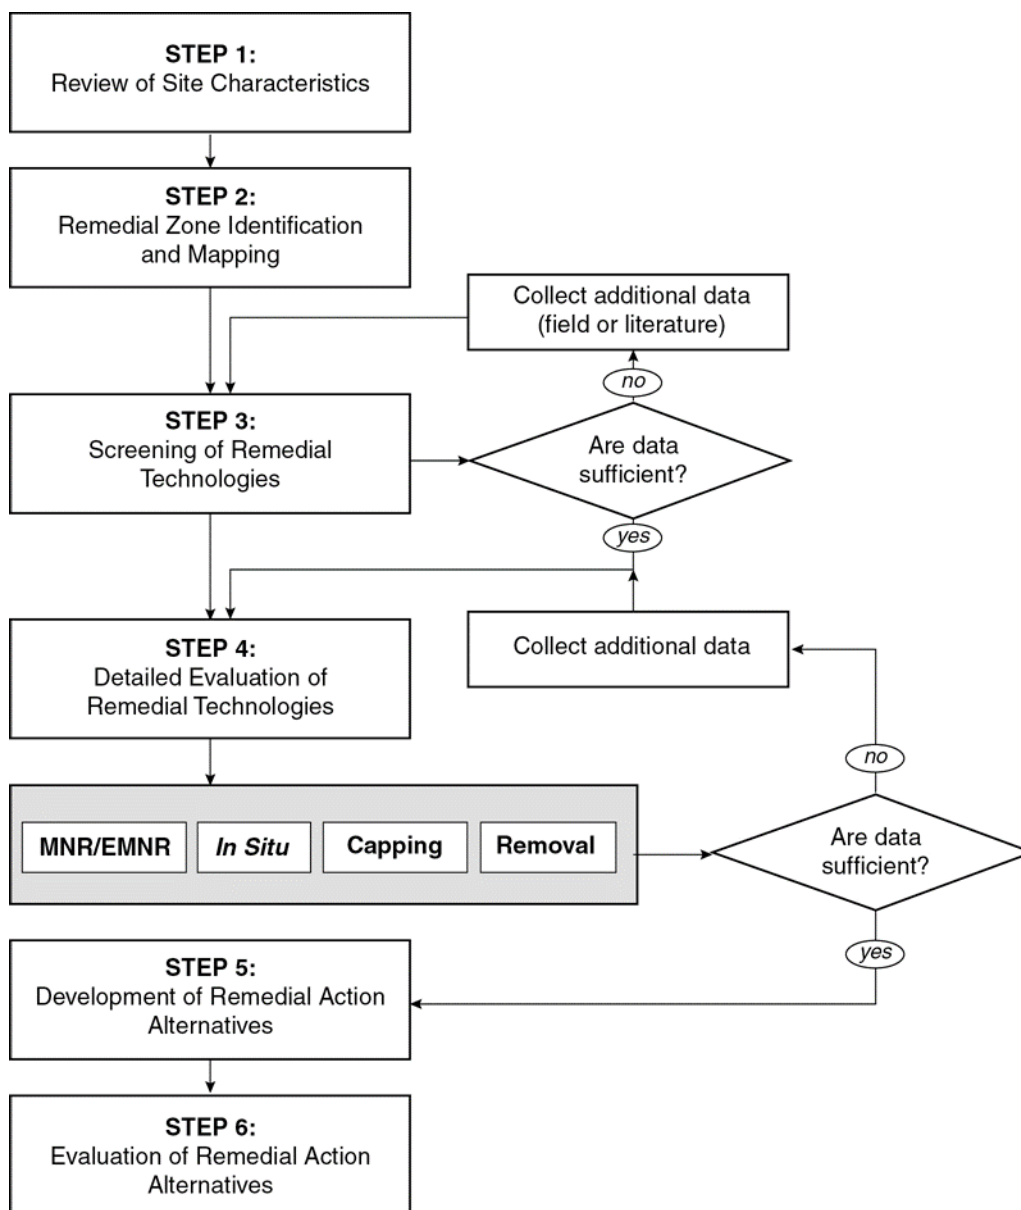 STEP 1:
Review of Site Characteristics
STEP 2:
Remedial Zone Identification
and Mapping
Collect additional data
(field or literature)
no
STEP 3:
Screening of Remedial
Technologies
Are data
sufficient?
yes
STEP 4:
Detailed Evaluation of
Remedial Technologies
Collect additional data
no
MNR/EMNR
In Situ
Capping
Removal
Are data
sufficient?
yes
STEP 5:
Development of Remedial Action
Alternatives
STEP 6:
Evaluation of Remedial Action
Alternatives